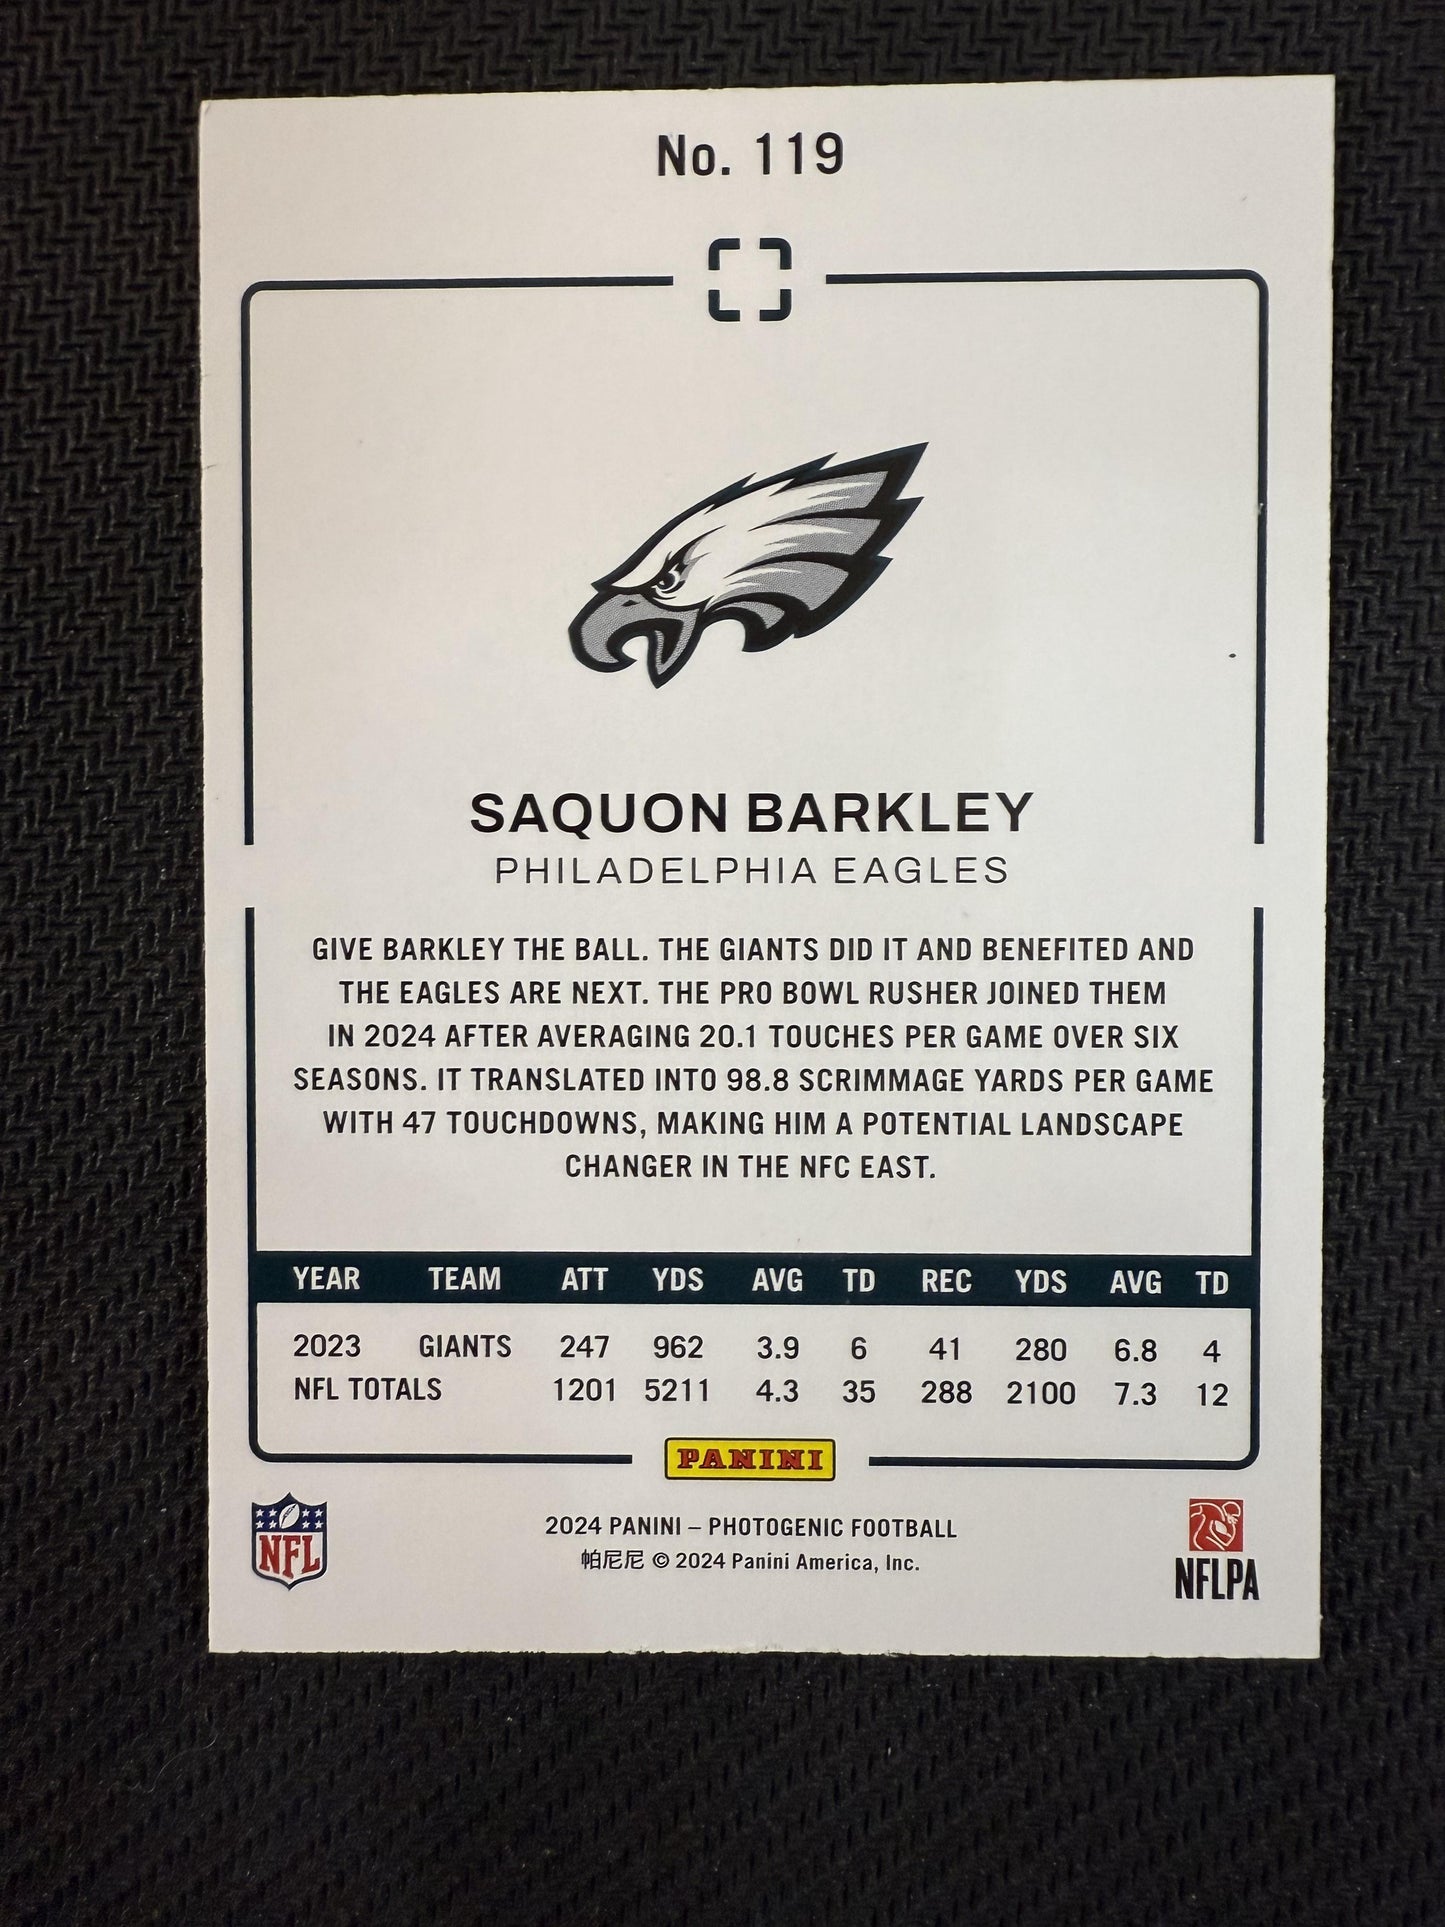 No. 119
SAQUON BARKLEY
PHILADELPHIA EAGLES
GIVE BARKLEY THE BALL. THE GIANTS DID IT AND BENEFITED AND
THE EAGLES ARE NEXT. THE PRO BOWL RUSHER JOINED THEM
IN 2024 AFTER AVERAGING 20.1 TOUCHES PER GAME OVER SIX
SEASONS. IT TRANSLATED INTO 98.8 SCRIMMAGE YARDS PER GAME
WITH 47 TOUCHDOWNS, MAKING HIM A POTENTIAL LANDSCAPE
CHANGER IN THE NFC EAST.
YEAR TEAM ATT YDS AVG TD REC YDS AVG TD
2023 GIANTS 247 962 3.9 6 41 280 6.8 4
NFL TOTALS 1201 5211 4.3 35 288 2100 7.3 12
PANINI
NFL
2024 PANINI – PHOTOGENIC FOOTBALL
帕尼尼 © 2024 Panini America, Inc.
NFLPA